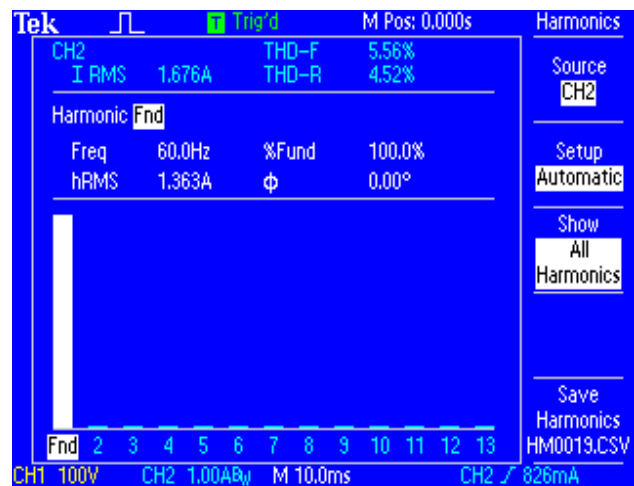 Tek T Trig'd M Pos: 0.000s Harmonics
CH2 THD-F 5.56%
I RMS 1.676A THD-R 4.52%
Source
CH2
Harmonic Fnd
Freq 60.0Hz %Fund 100.0%
hRMS 1.363A ϕ 0.00°
Setup
Automatic
Show
All
Harmonics
Save
Harmonics
HM0019.CSV
Fnd 2 3 4 5 6 7 8 9 10 11 12 13
CH1 100V CH2 1.00ABW M 10.0ms CH2 / 826mA